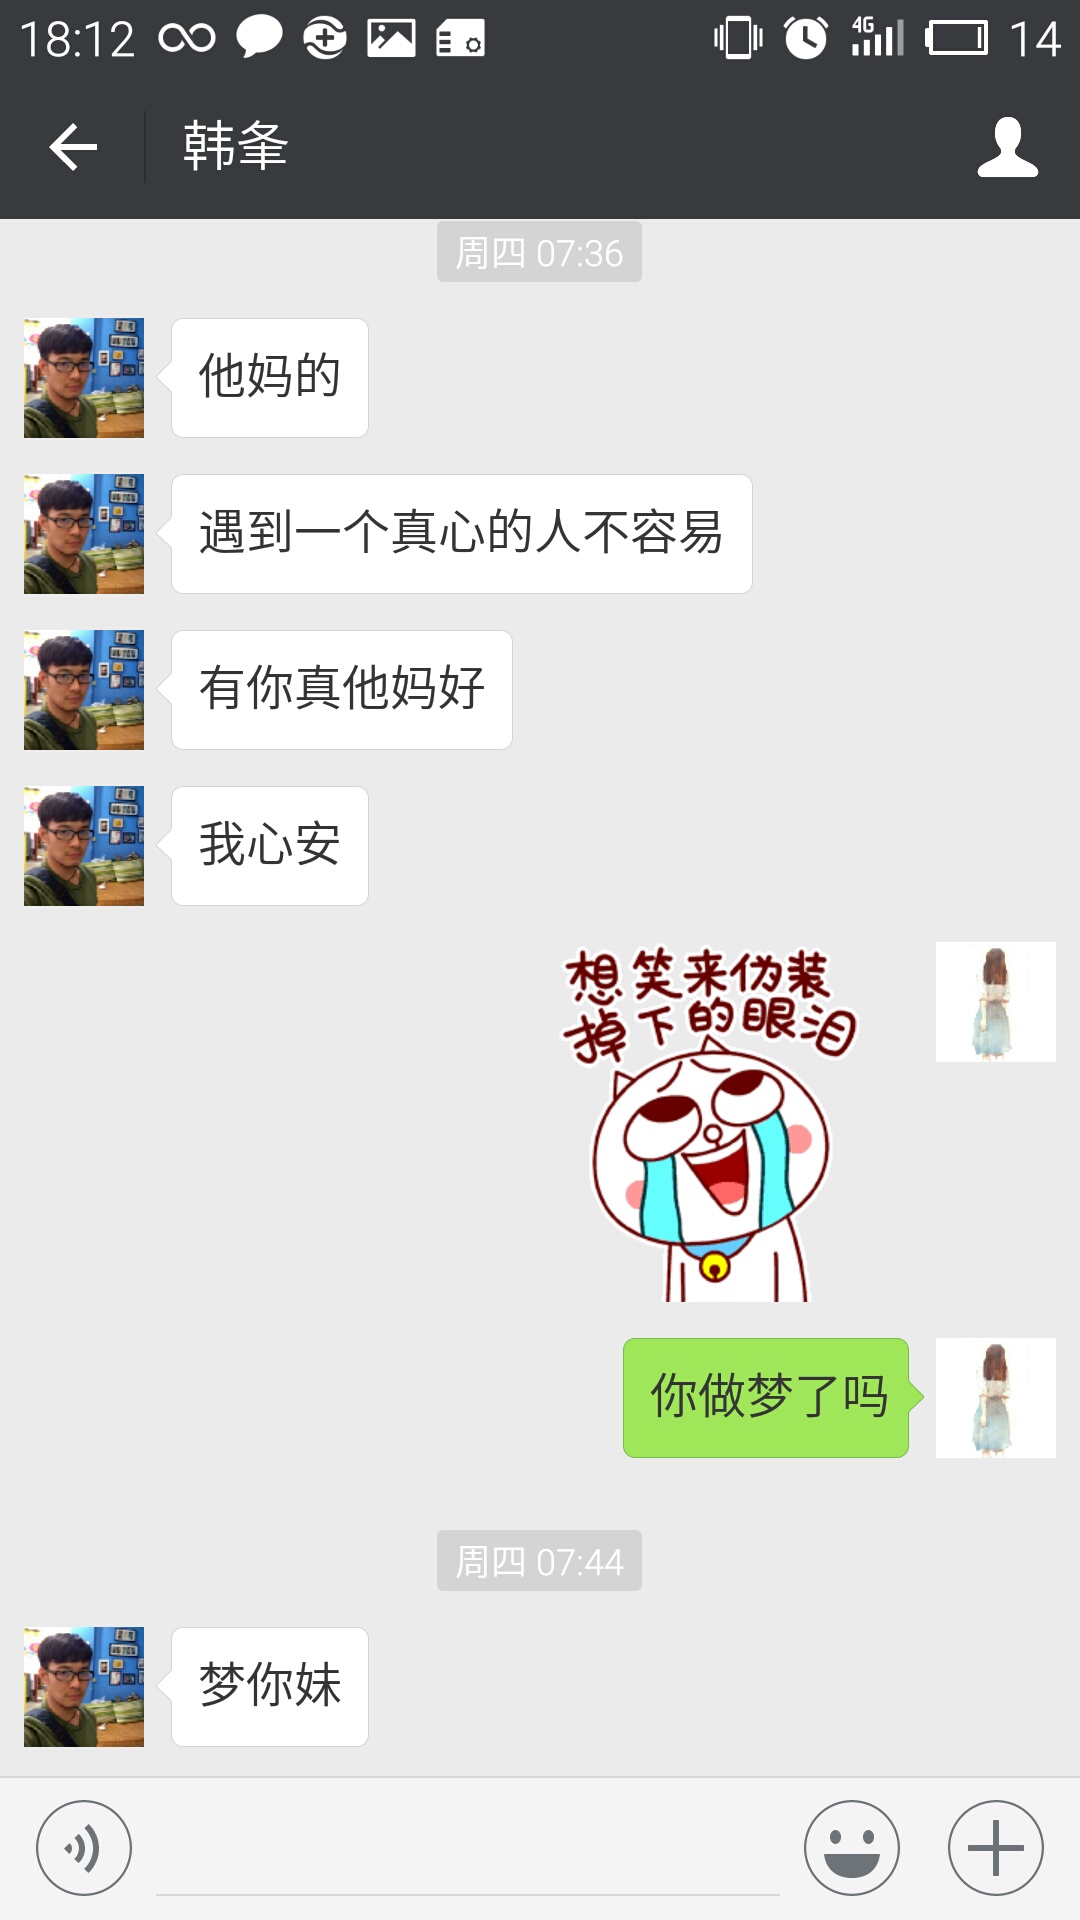 18:12
4G
14
韩夆
周四 07:36
他妈的
遇到一个真心的人不容易
有你真他妈好
我心安
想笑来伪装
掉下的眼泪
你做梦了吗
周四 07:44
梦你妹